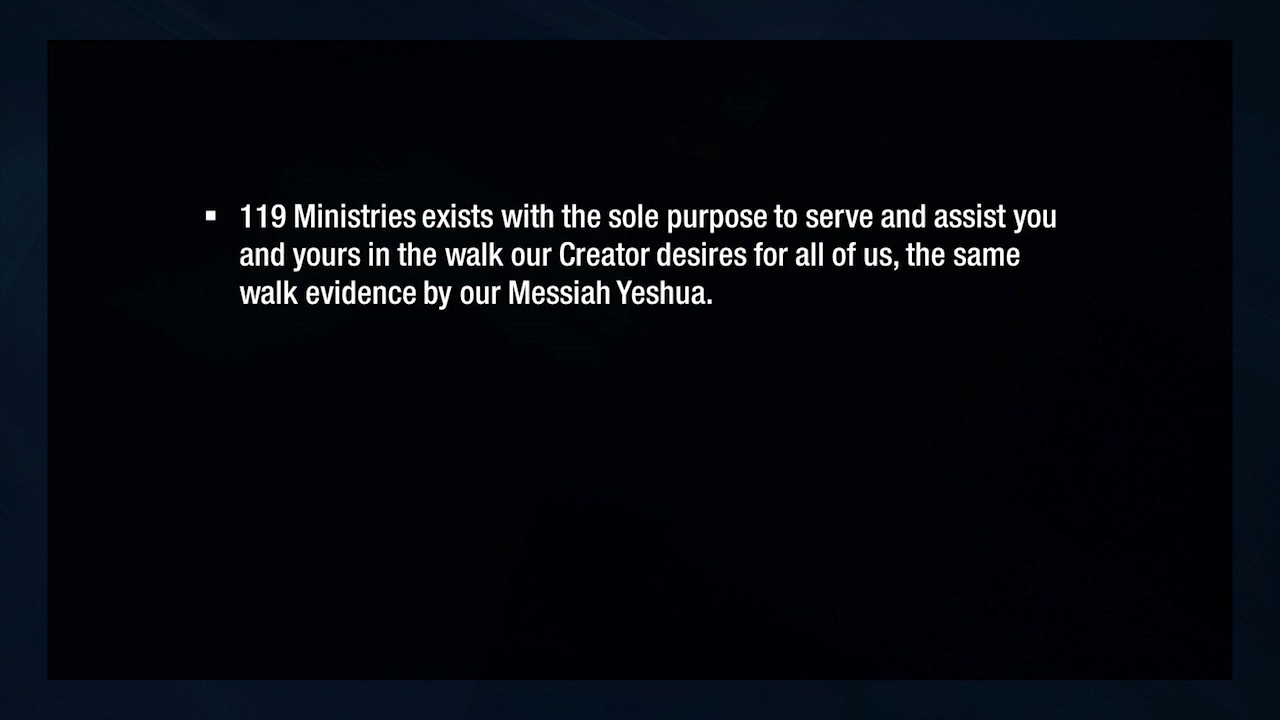 ▪ 119 Ministries exists with the sole purpose to serve and assist you
and yours in the walk our Creator desires for all of us, the same
walk evidence by our Messiah Yeshua.